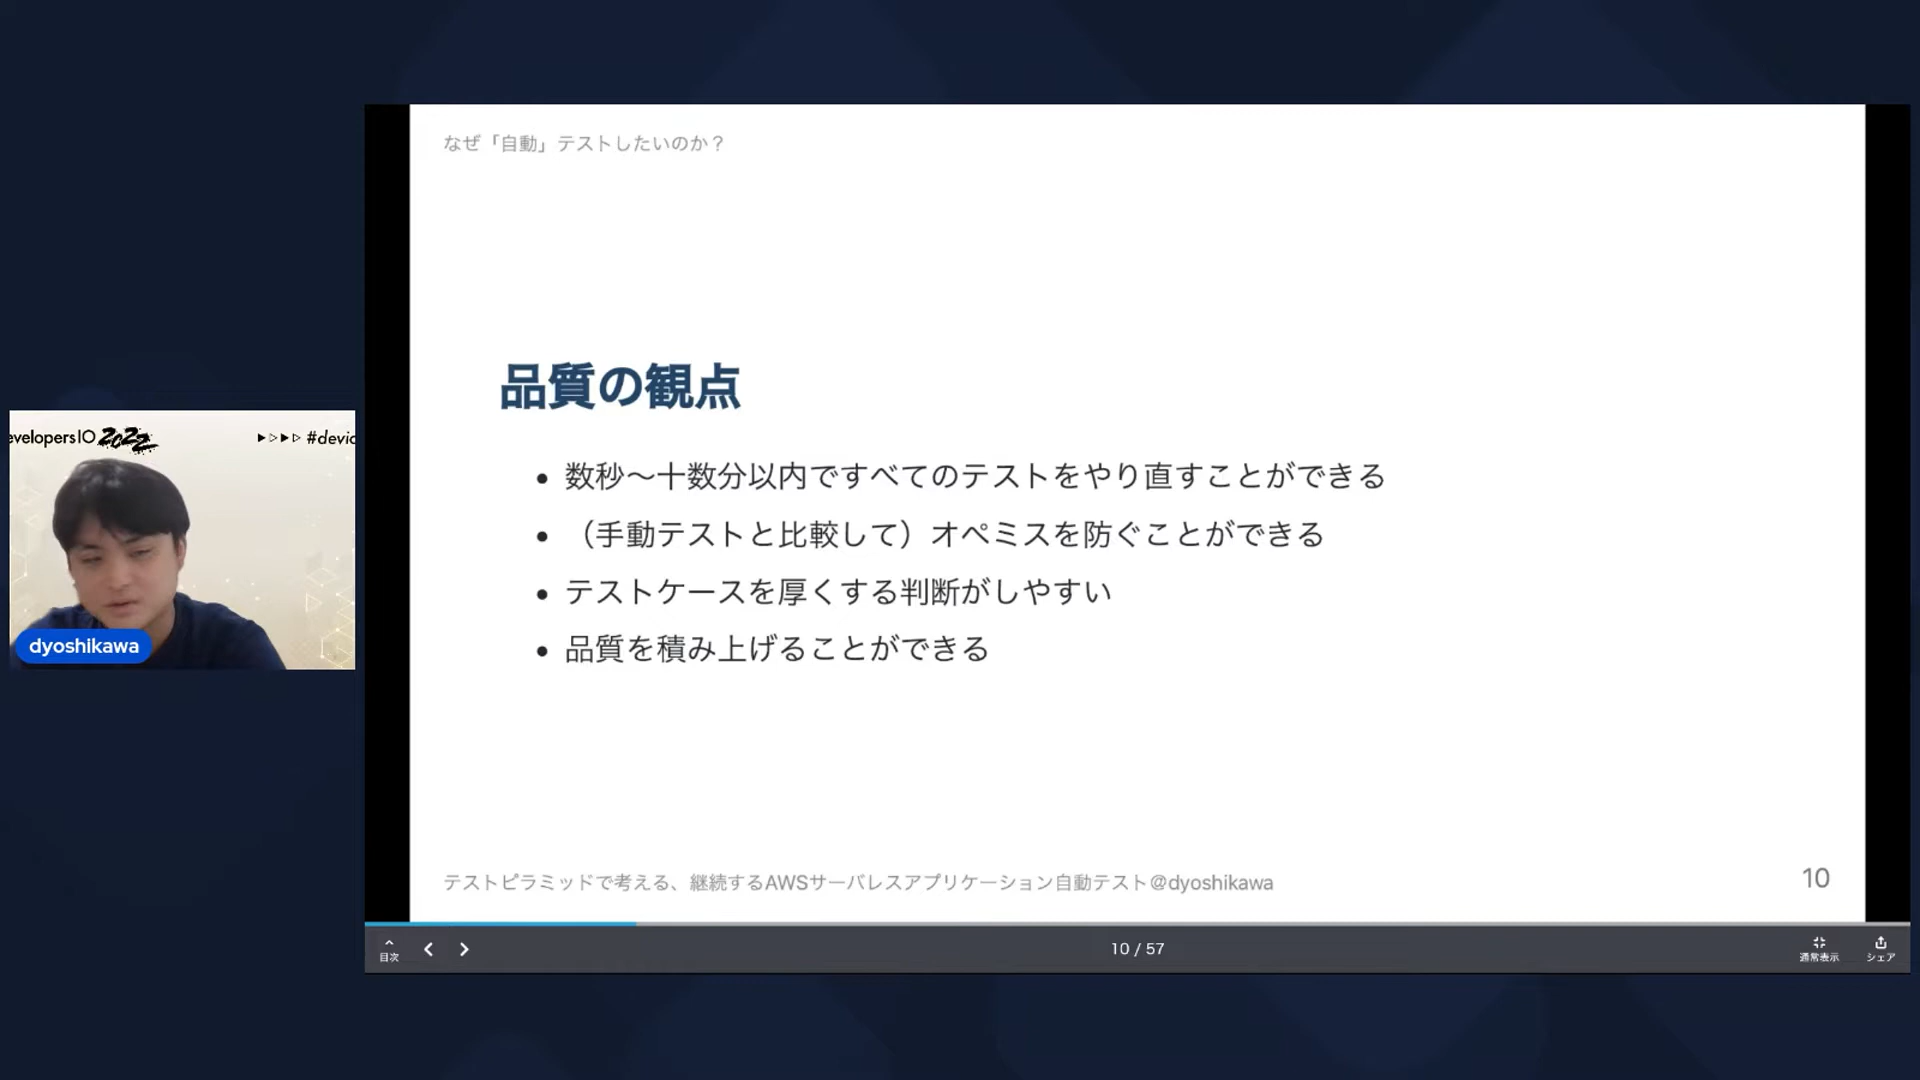 なぜ「自動」テストしたいのか？
品質の観点
• 数秒〜十数分以内ですべてのテストをやり直すことができる
• （手動テストと比較して）オペミスを防ぐことができる
• テストケースを厚くする判断がしやすい
• 品質を積み上げることができる
テストピラミッドで考える、継続するAWSサーバレスアプリケーション自動テスト@dyoshikawa
10
evelopersIO 2022
#devio
dyoshikawa
目次
10 / 57
通常表示
シェア